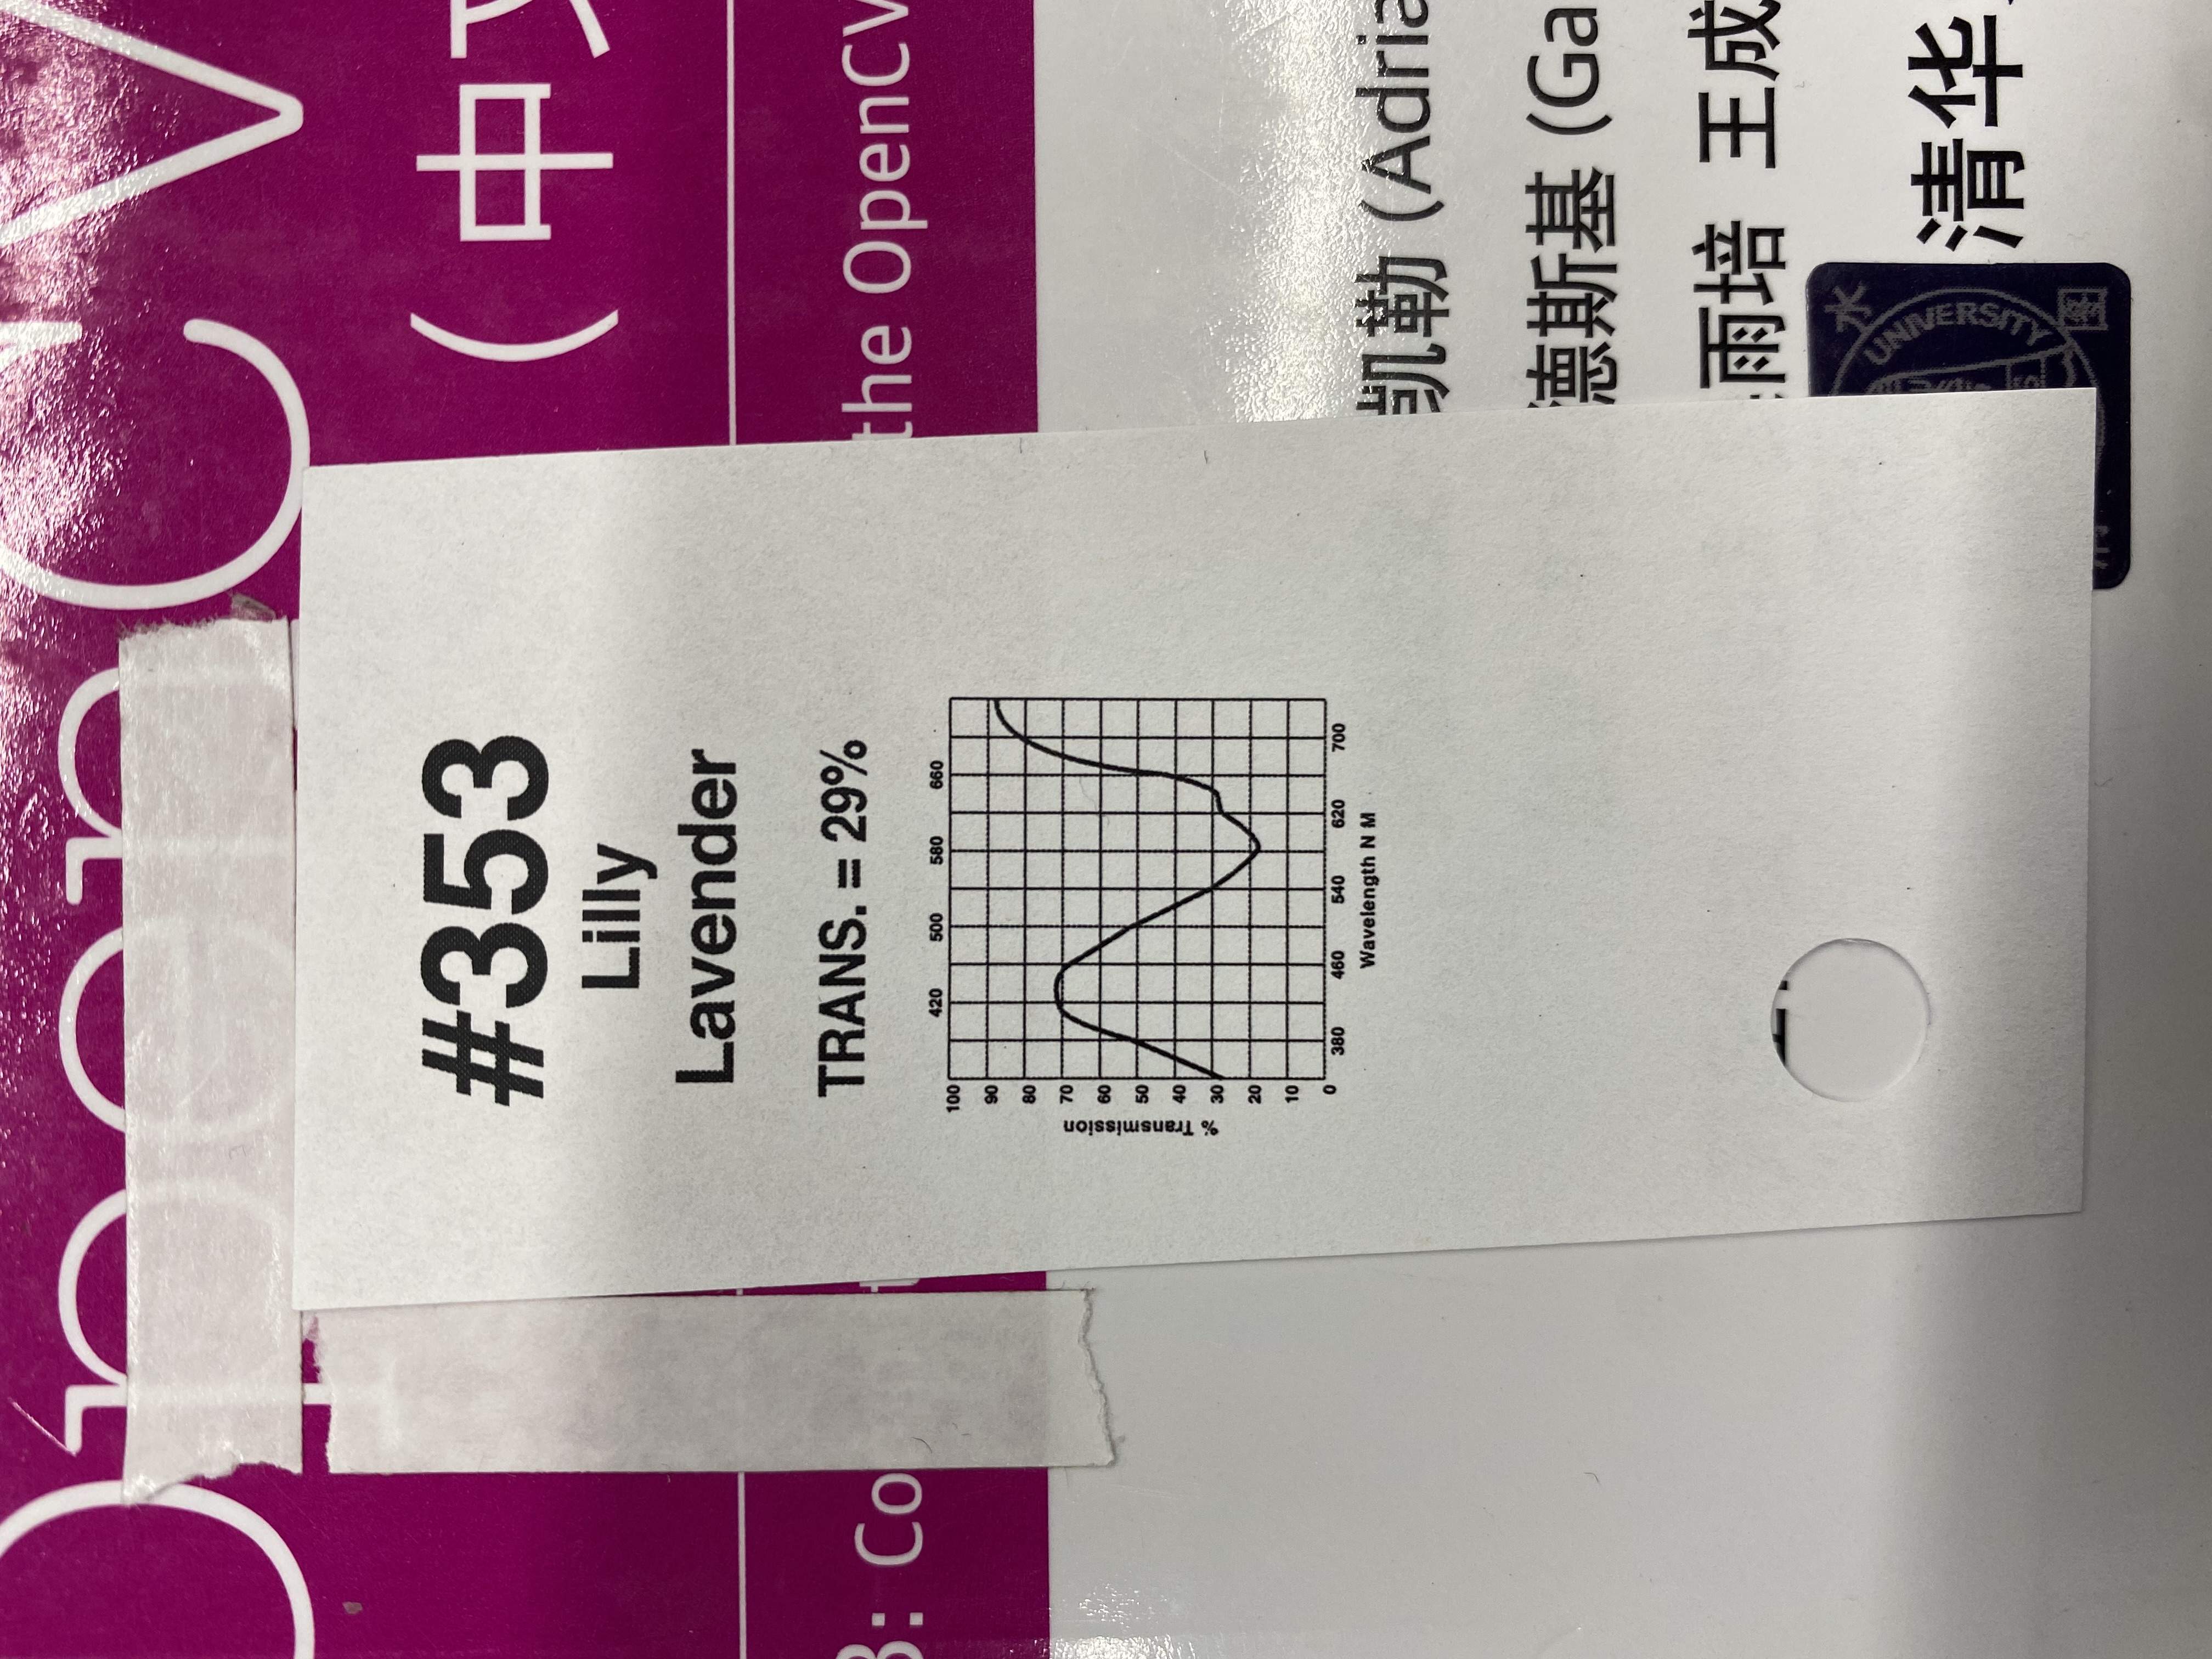 OpenCV
(中文
#353
Lilly
Lavender
TRANS. = 29%
3: the OpenCV
420 500 580 660
100
90
80
70
60
50
40
30
20
10
0
% Transmission
380 460 540 620 700
Wavelength N M
凯勒 (Adria
德斯基 (Ga
雨培 王成
水
UNIVERSITY
清华